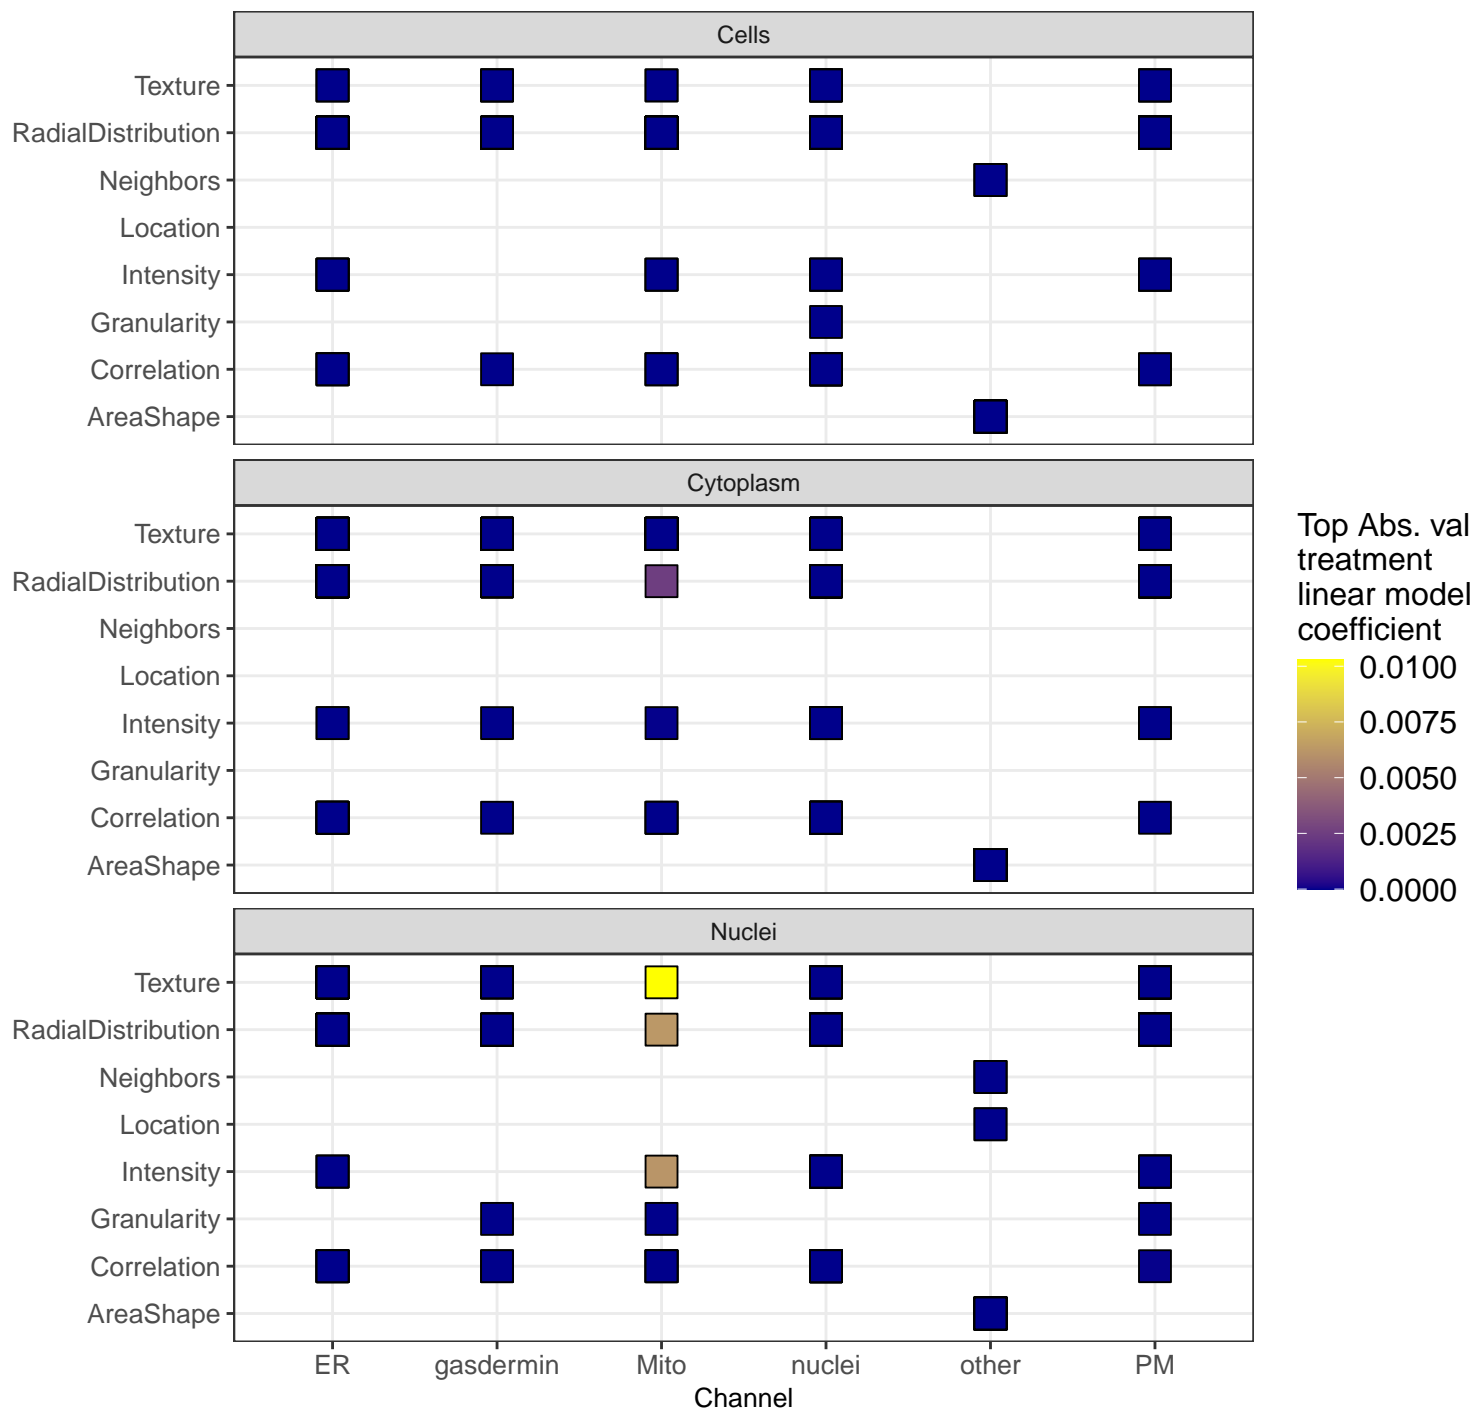 Cells
Texture
RadialDistribution
Neighbors
Location
Intensity
Granularity
Correlation
AreaShape
Cytoplasm
Texture
RadialDistribution
Neighbors
Location
Intensity
Granularity
Correlation
AreaShape
Nuclei
Texture
RadialDistribution
Neighbors
Location
Intensity
Granularity
Correlation
AreaShape
ER gasdermin Mito nuclei other PM
Channel
Top Abs. val
treatment
linear model
coefficient
0.0100
0.0075
0.0050
0.0025
0.0000